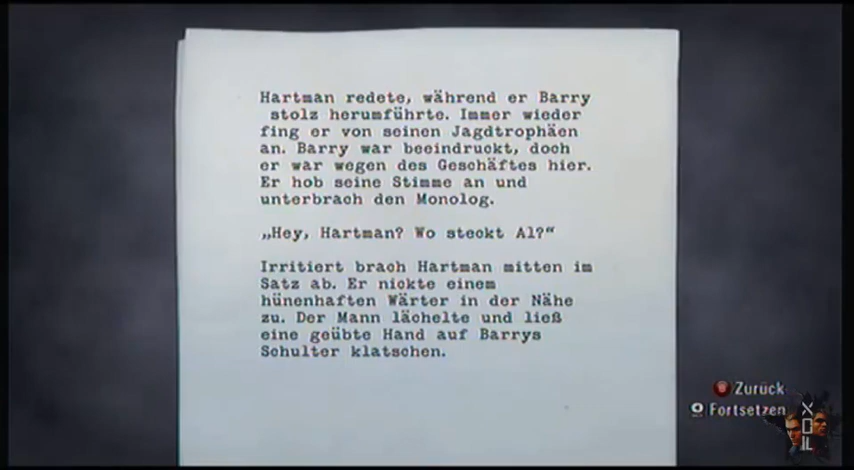 Hartman redete, während er Barry
stolz herumführte. Immer wieder
fing er von seinen Jagdtrophäen
an. Barry war beeindruckt, doch
er war wegen des Geschäftes hier.
Er hob seine Stimme an und
unterbrach den Monolog.
„Hey, Hartman? Wo steckt Al?“
Irritiert brach Hartman mitten im
Satz ab. Er nickte einem
hünenhaften Wärter in der Nähe
zu. Der Mann lächelte und ließ
eine geübte Hand auf Barrys
Schulter klatschen.
Zurück
Fortsetzen